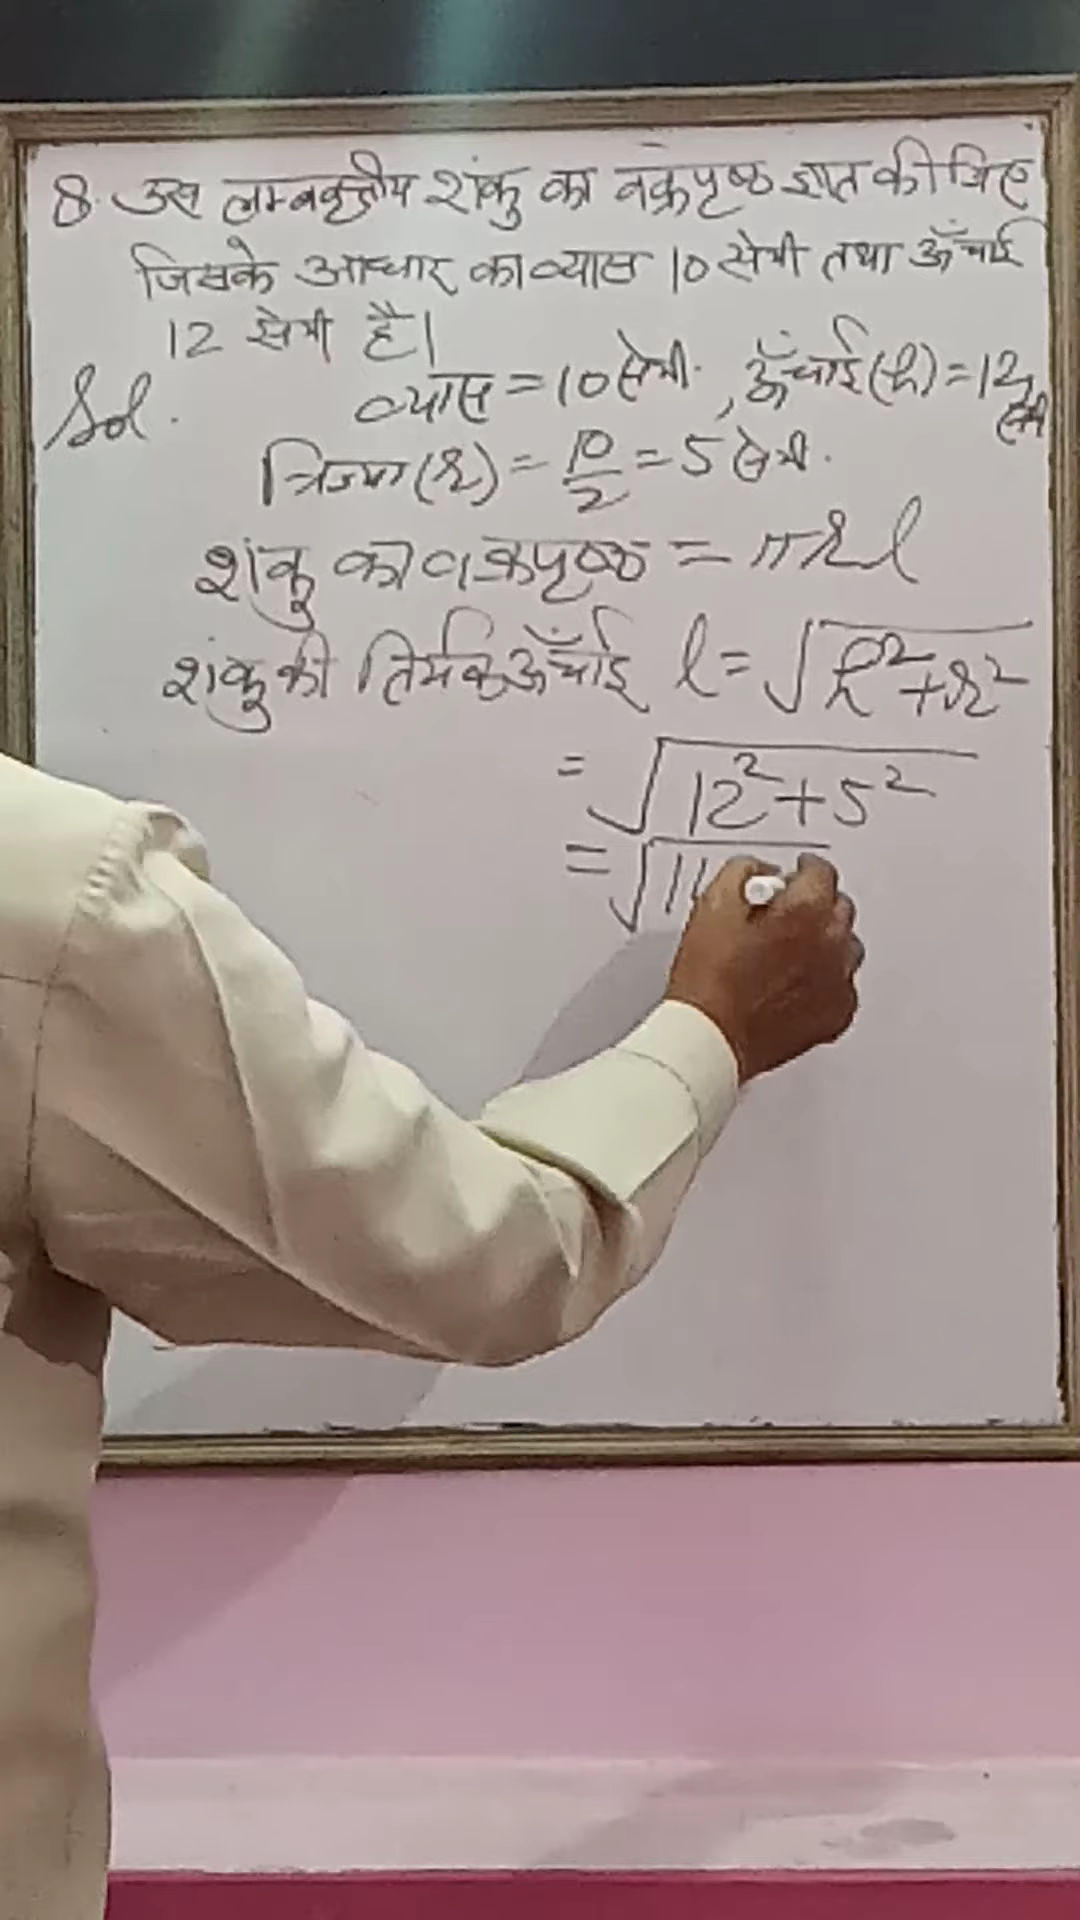 8. उस लम्बवृत्तीय शंकु का वक्रपृष्ठ ज्ञात कीजिए
जिसके आधार का व्यास 10 सेमी तथा ऊँचाई
12 सेमी है।
Sol. व्यास = 10 सेमी. , ऊँचाई (h) = 12 सेमी
त्रिज्या (r) = 10/2 = 5 सेमी.
शंकु का वक्रपृष्ठ = πrl
शंकु की तिर्यक ऊँचाई l = √h²+r²
= √12²+5²
= √14